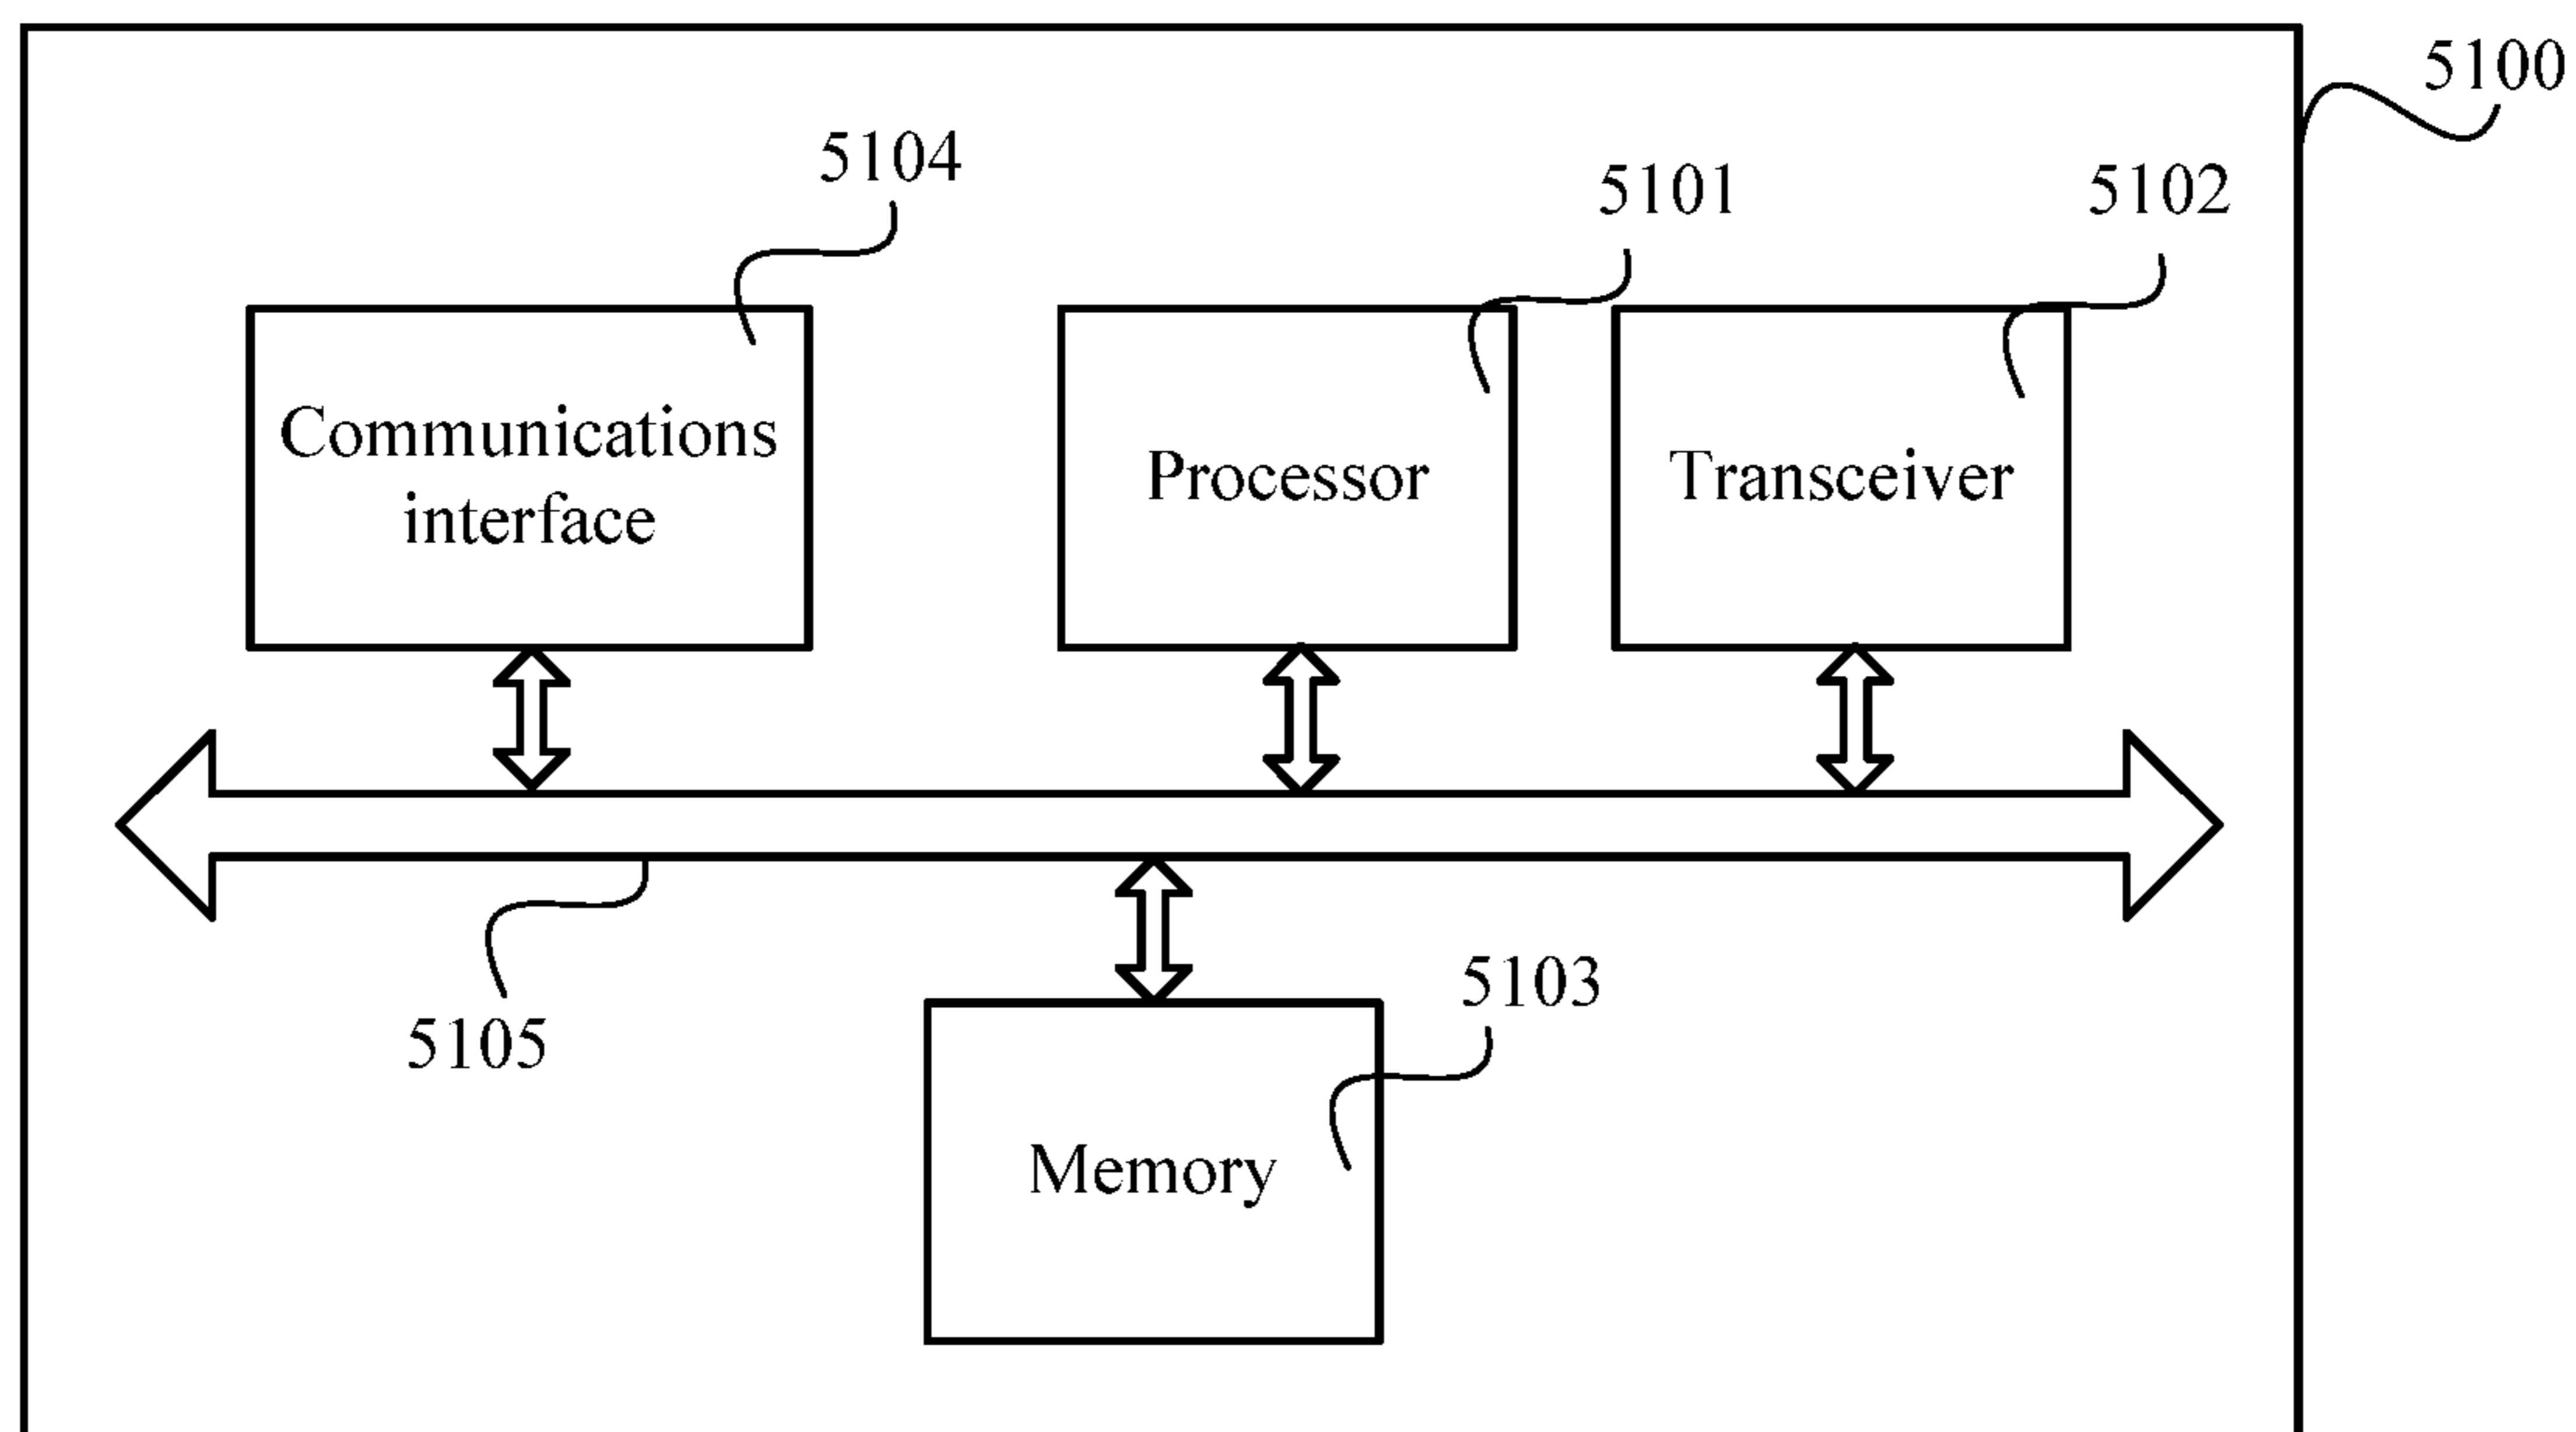 5100
5104
5101
5102
Communications
interface
Processor
Transceiver
5105
5103
Memory